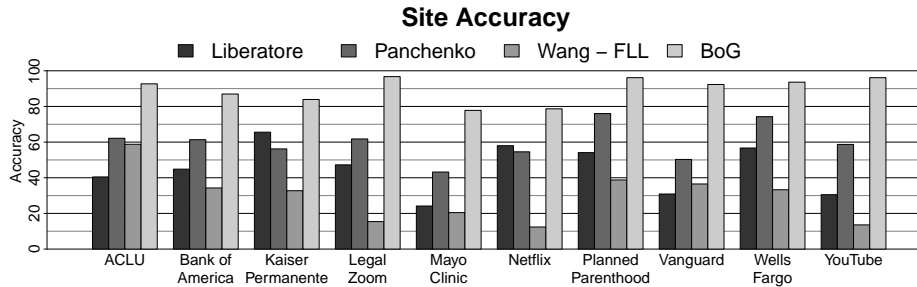 Site Accuracy
Liberatore Panchenko Wang − FLL BoG
Accuracy
100
80
60
40
20
0
ACLU Bank of Kaiser Legal Mayo Netflix Planned Vanguard Wells YouTube
America Permanente Zoom Clinic Parenthood Fargo